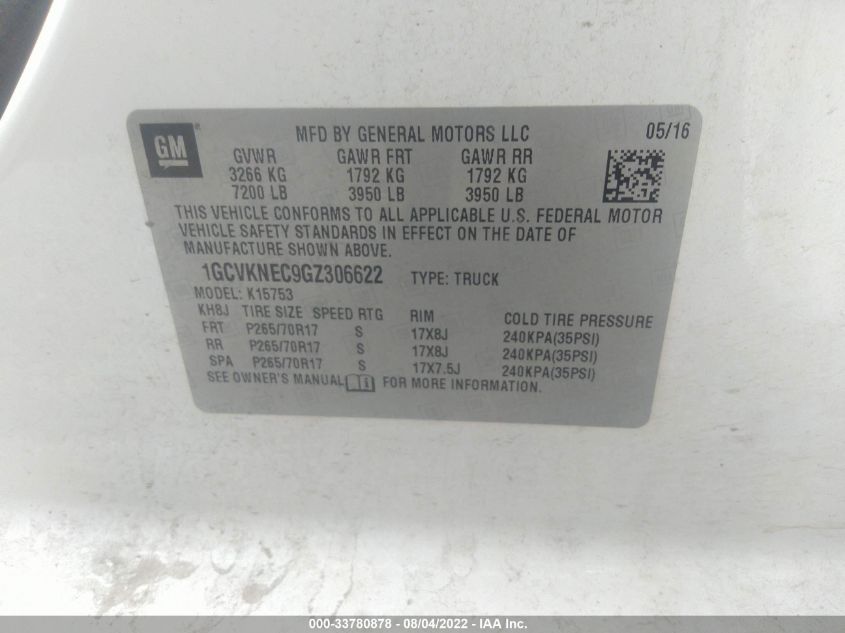 GM
MFD BY GENERAL MOTORS LLC 05/16
GVWR GAWR FRT GAWR RR
3266 KG 1792 KG 1792 KG
7200 LB 3950 LB 3950 LB
THIS VEHICLE CONFORMS TO ALL APPLICABLE U.S. FEDERAL MOTOR
VEHICLE SAFETY STANDARDS IN EFFECT ON THE DATE OF
MANUFACTURE SHOWN ABOVE.
1GCVKNEC9GZ306622 TYPE: TRUCK
MODEL: K15753
KH8J TIRE SIZE SPEED RTG RIM COLD TIRE PRESSURE
FRT P265/70R17 S 17X8J 240KPA(35PSI)
RR P265/70R17 S 17X8J 240KPA(35PSI)
SPA P265/70R17 S 17X7.5J 240KPA(35PSI)
SEE OWNER'S MANUAL FOR MORE INFORMATION.
000-33780878 - 08/04/2022 - IAA Inc.